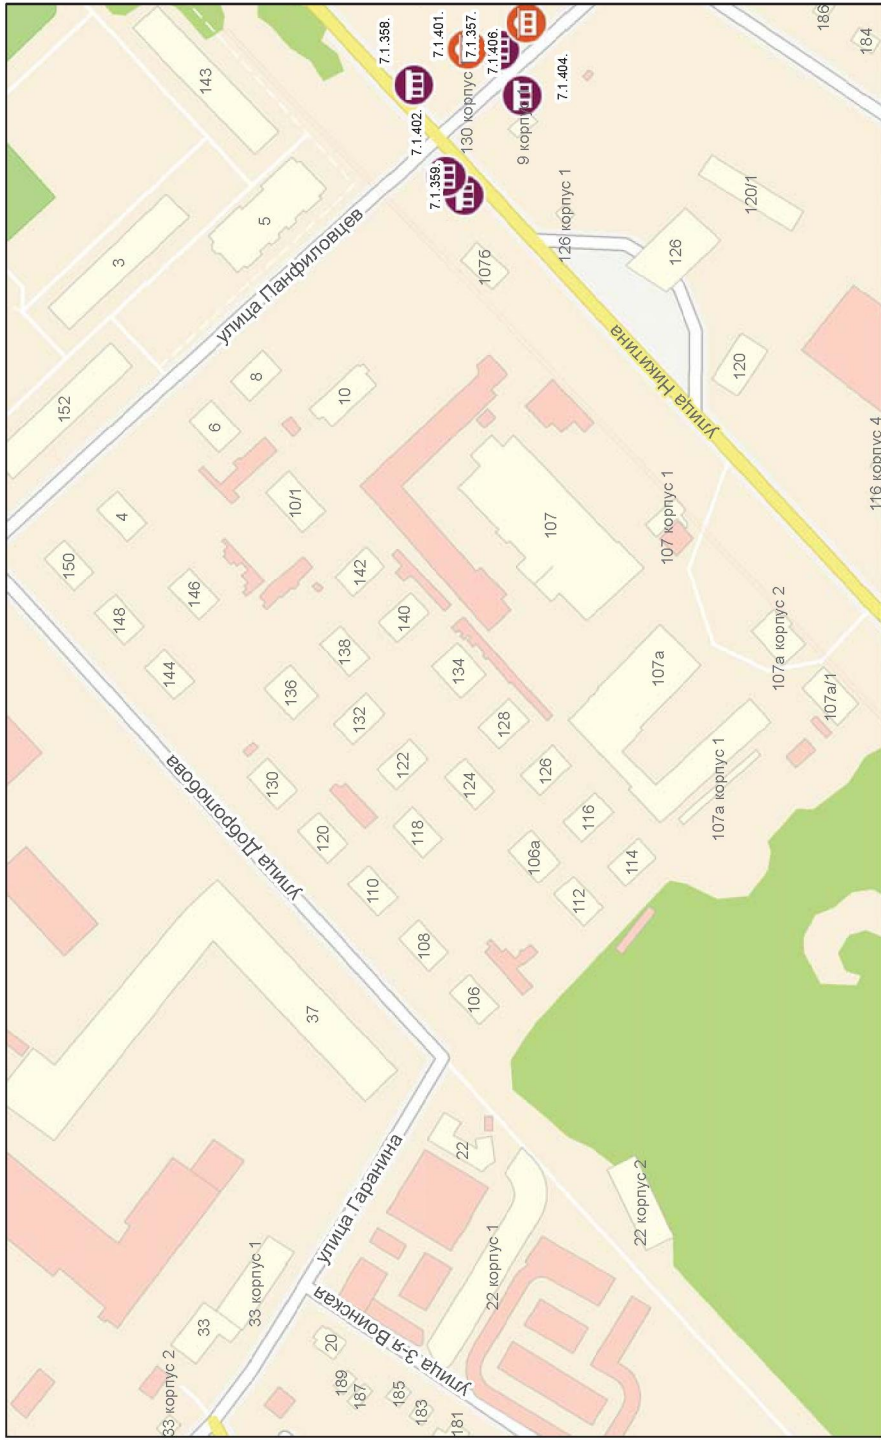 143
3
5
152
улица Панфиловцев
7.1.358.
7.1.401.
7.1.357.
7.1.406.
7.1.404.
7.1.402.
7.1.359.
130 корпус
9 корпус
186
184
126 корпус 1
120/1
126
120
107б
улица Никитина
116 корпус 4
8
6
10
10/1
4
150
148
146
144
142
140
138
136
134
132
130
128
126
124
122
120
118
116
114
112
110
108
106а
106
107
107 корпус 1
107а
107а корпус 2
107а/1
107а корпус 1
улица Добролюбова
37
улица Гаранина
22
22 корпус 2
22 корпус 1
33 корпус 1
33
33 корпус 2
улица 3-я Воинская
20
189
187
185
183
181